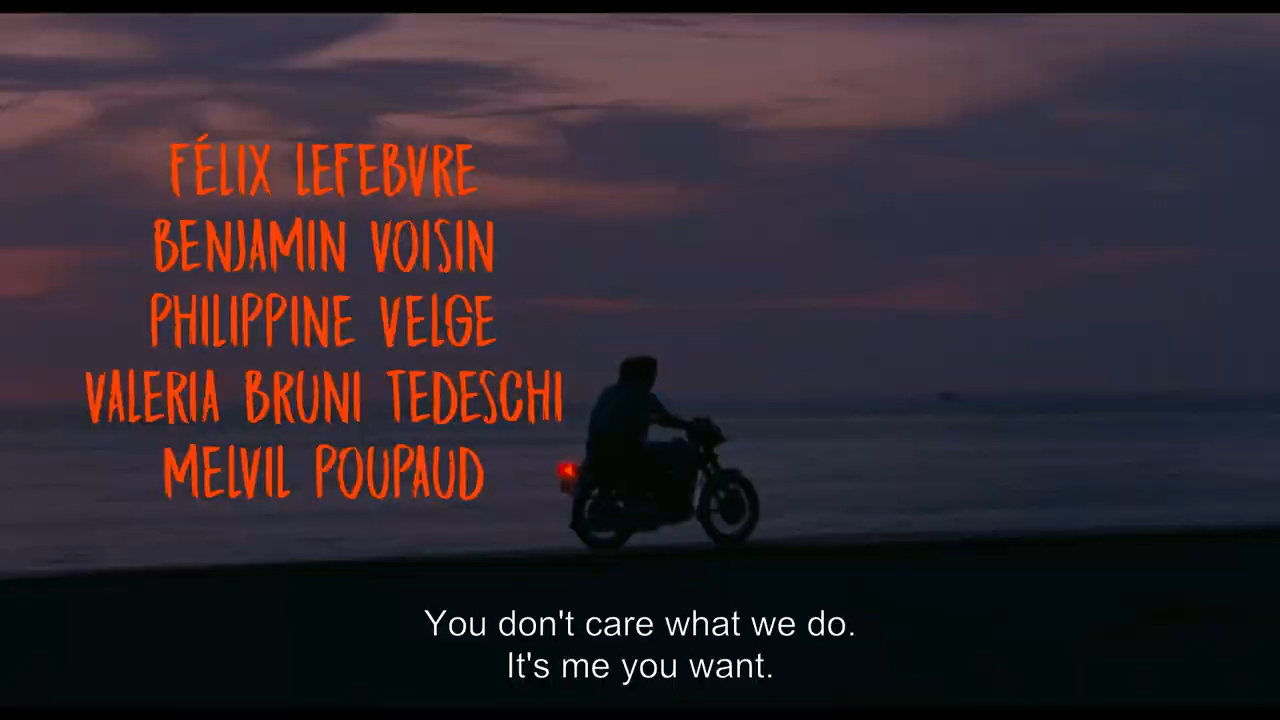 FÉLIX LEFEBVRE
BENJAMIN VOISIN
PHILIPPINE VELGE
VALERIA BRUNI TEDESCHI
MELVIL POUPAUD
You don't care what we do.
It's me you want.